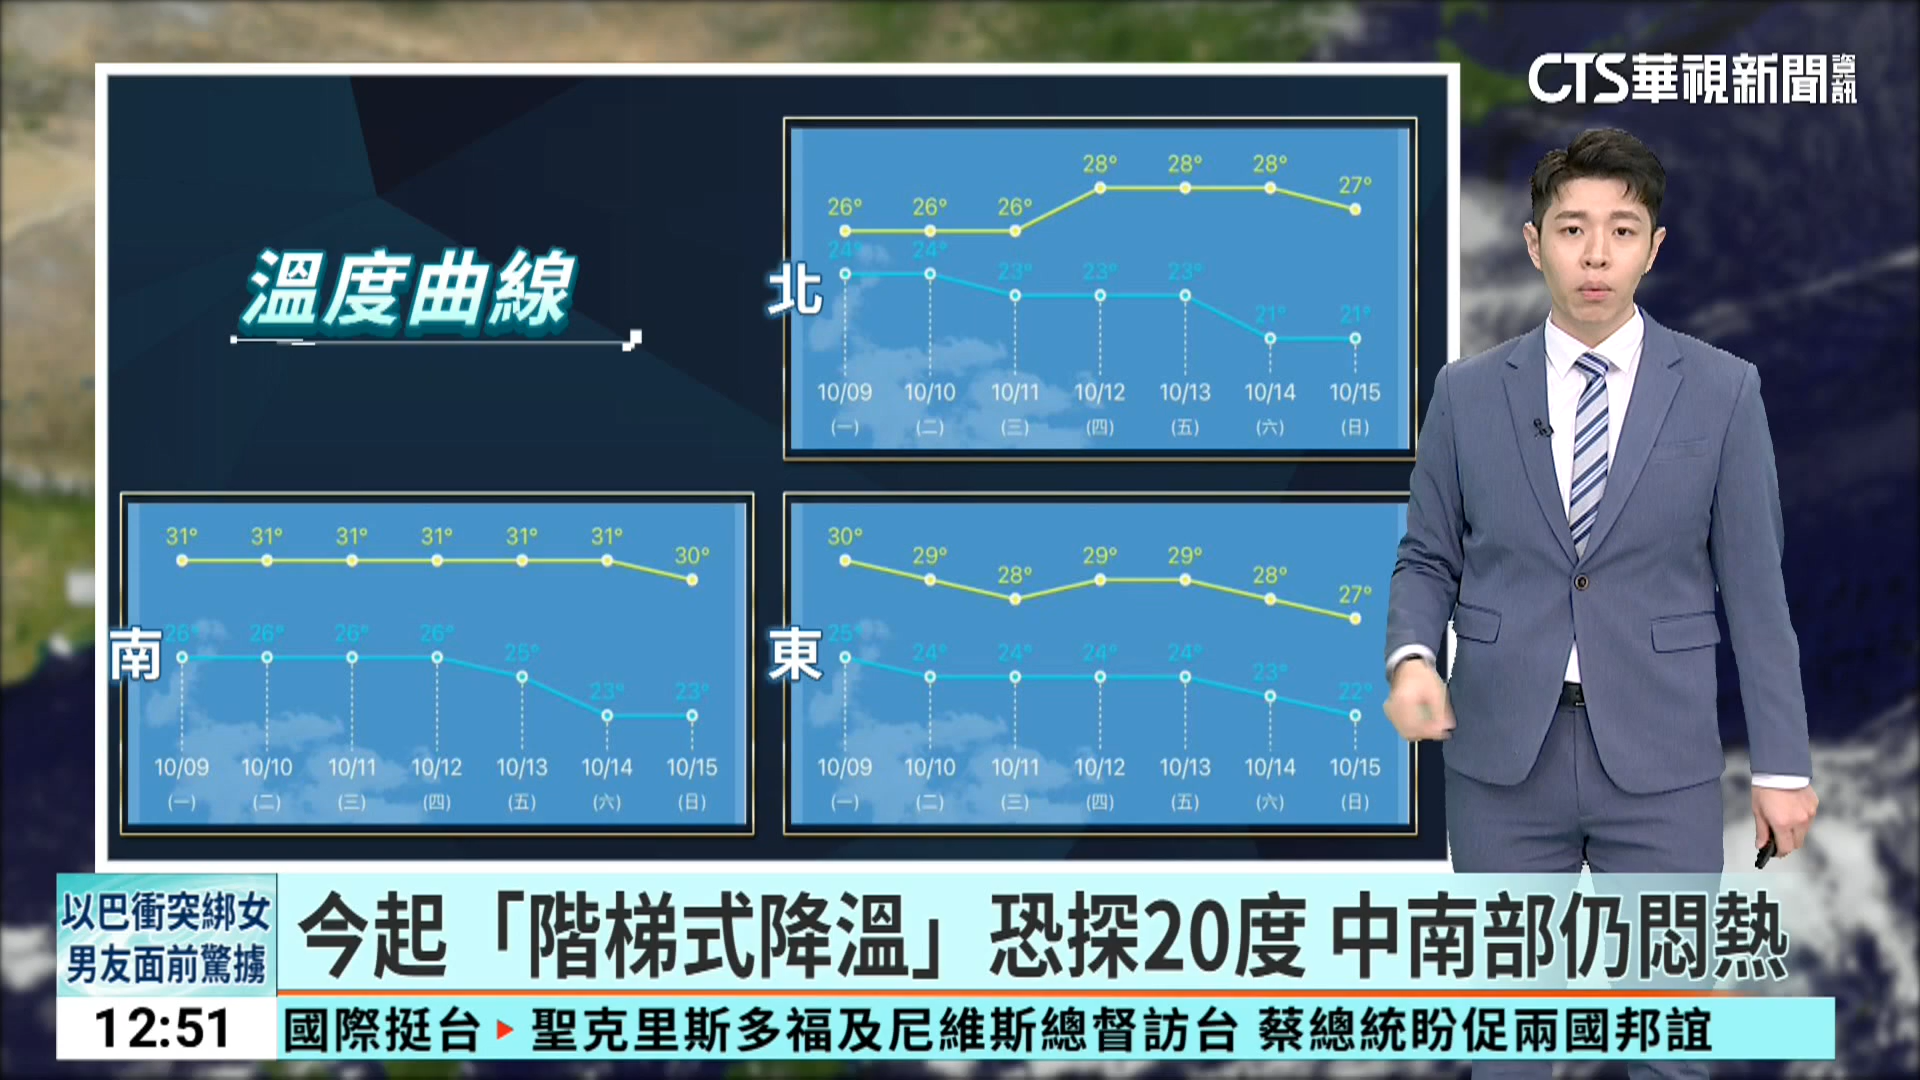 CTS華視新聞資訊
溫度曲線
北
28° 28° 28°
27°
26° 26° 26°
24° 24°
23° 23° 23°
21° 21°
10/09 10/10 10/11 10/12 10/13 10/14 10/15
(一) (二) (三) (四) (五) (六) (日)
南
31° 31° 31° 31° 31° 31°
30°
26° 26° 26° 26°
25°
23° 23°
10/09 10/10 10/11 10/12 10/13 10/14 10/15
(一) (二) (三) (四) (五) (六) (日)
東
30° 29° 28° 29° 29° 28° 27°
25° 24° 24° 24° 24° 23° 22°
10/09 10/10 10/11 10/12 10/13 10/14 10/15
(一) (二) (三) (四) (五) (六) (日)
以巴衝突綁女
男友面前驚擄
今起「階梯式降溫」恐探20度 中南部仍悶熱
12:51
國際挺台▶聖克里斯多福及尼維斯總督訪台 蔡總統盼促兩國邦誼